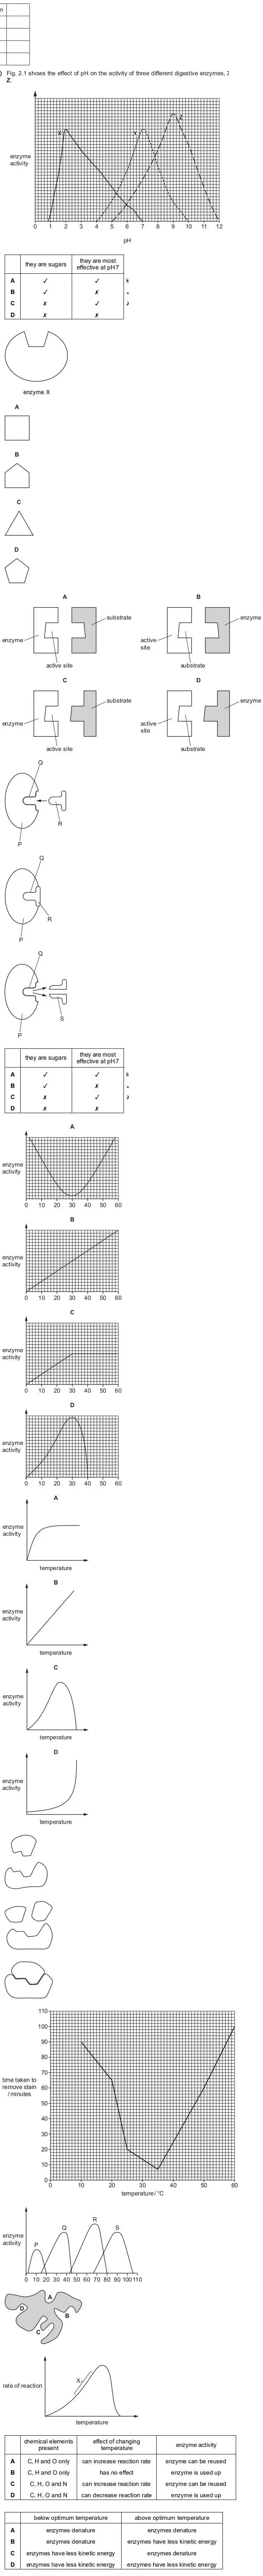 n
) Fig. 2.1 shows the effect of pH on the activity of three different digestive enzymes,
Z.
enzyme
activity
X Y Z
0 1 2 3 4 5 6 7 8 9 10 11 12
pH
they are sugars they are most effective at pH 7
A ✓ ✓
B ✓ ✗
C ✗ ✓
D ✗ ✗
enzyme X
A
B
C
D
A B
substrate enzyme
enzyme active site
active site substrate
C D
substrate enzyme
enzyme active site
active site substrate
Q
R
P
Q
R
P
Q
S
P
they are sugars they are most effective at pH 7
A ✓ ✓
B ✓ ✗
C ✗ ✓
D ✗ ✗
A
enzyme
activity
0 10 20 30 40 50 60
B
enzyme
activity
0 10 20 30 40 50 60
C
enzyme
activity
0 10 20 30 40 50 60
D
enzyme
activity
0 10 20 30 40 50 60
A
enzyme
activity
temperature
B
enzyme
activity
temperature
C
enzyme
activity
temperature
D
enzyme
activity
temperature
110
100
90
80
70
time taken to
remove stain
/ minutes
60
50
40
30
20
10
0
0 10 20 30 40 50 60
temperature/°C
enzyme
activity
P Q R S
0 10 20 30 40 50 60 70 80 90 100 110
A
D
B
C
rate of reaction
X
temperature
chemical elements present effect of changing temperature enzyme activity
A C, H and O only can increase reaction rate enzyme can be reused
B C, H and O only has no effect enzyme is used up
C C, H, O and N can increase reaction rate enzyme can be reused
D C, H, O and N can decrease reaction rate enzyme is used up
below optimum temperature above optimum temperature
A enzymes denature enzymes denature
B enzymes denature enzymes have less kinetic energy
C enzymes have less kinetic energy enzymes denature
D enzymes have less kinetic energy enzymes have less kinetic energy